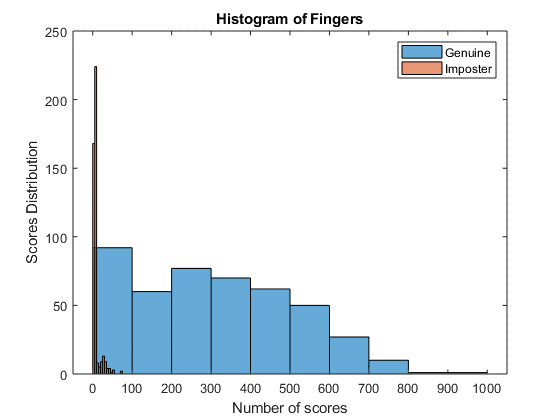 Histogram of Fingers
Genuine
Imposter
250
200
150
100
50
0
Scores Distribution
0 100 200 300 400 500 600 700 800 900 1000
Number of scores